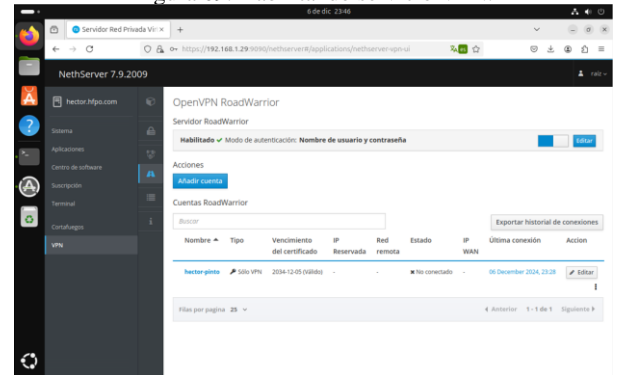 6 de dic 23:46
Servidor Red Privada Virt
https://192.168.1.29:9090/nethserver#/applications/nethserver-vpn-ui
NethServer 7.9.2009
raíz
hector.hfpo.com
Sistema
Aplicaciones
Centro de software
Suscripción
Terminal
Cortafuegos
VPN
OpenVPN RoadWarrior
Servidor RoadWarrior
Habilitado ✔ Modo de autenticación: Nombre de usuario y contraseña
Editar
Acciones
Añadir cuenta
Cuentas RoadWarrior
Buscar
Exportar historial de conexiones
Nombre Tipo Vencimiento del certificado IP Reservada Red remota Estado IP WAN Última conexión Accion
hector-pinto Sólo VPN 2034-12-05 (Válido) - - No conectado - 06 December 2024, 23:28 Editar
Filas por pagina 25 Anterior 1 - 1 de 1 Siguiente